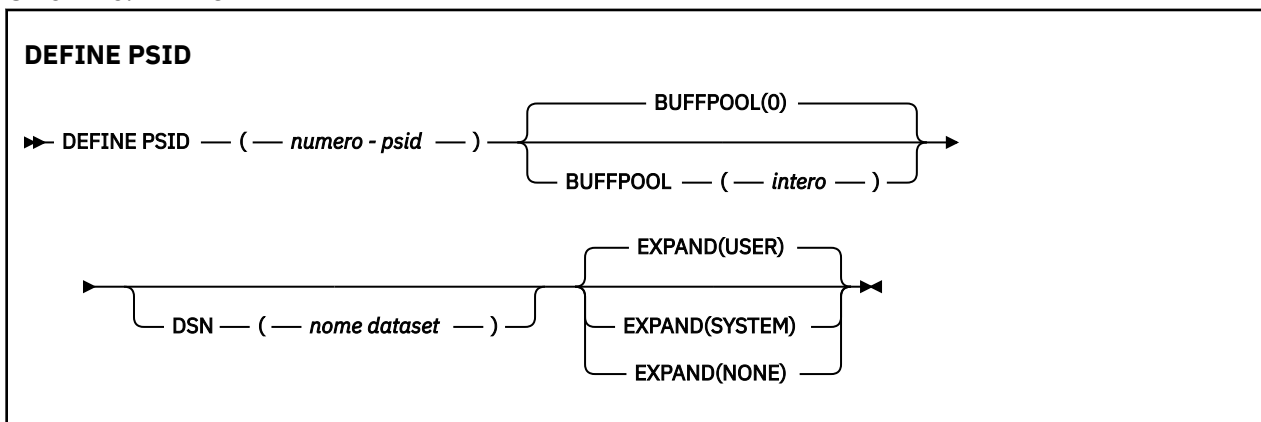 DEFINE PSID
BUFFPOOL(0)
DEFINE PSID ( numero - psid )
BUFFPOOL ( intero )
EXPAND(USER)
DSN ( nome dataset ) EXPAND(SYSTEM)
EXPAND(NONE)